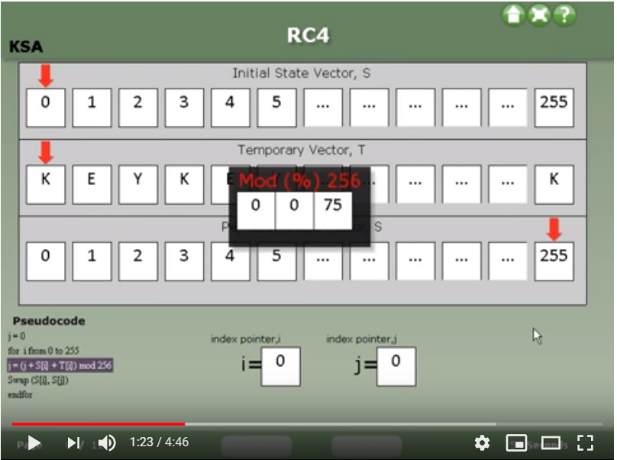 RC4
KSA
Initial State Vector, S
0 1 2 3 4 5 ... ... ... ... ... 255
Temporary Vector, T
K E Y K ... ... ... ... K
Mod (%) 256
0 0 75
S
0 1 2 3 4 5 ... ... ... ... ... 255
Pseudocode
j = 0
for i from 0 to 255
j = (j + S[i] + T[i]) mod 256
Swap (S[i], S[j])
endfor
index pointer,i
i= 0
index pointer,j
j= 0
1:23 / 4:46